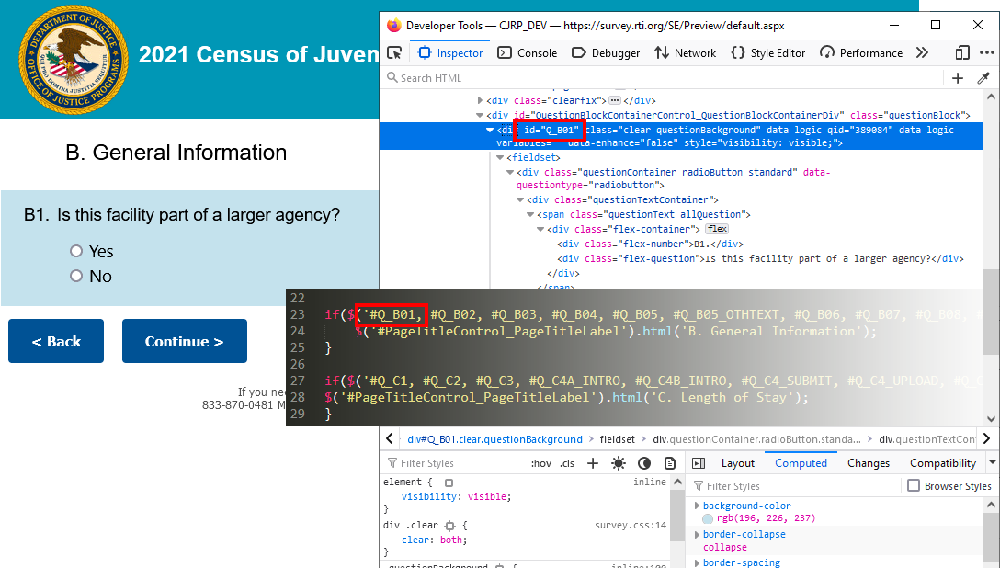 DEPARTMENT OF JUSTICE
OFFICE OF JUSTICE PROGRAMS
2021 Census of Juven
B. General Information
B1. Is this facility part of a larger agency?
Yes
No
< Back
Continue >
If you nee
833-870-0481 M
Developer Tools — CJRP_DEV — https://survey.rti.org/SE/Preview/default.aspx
Inspector Console Debugger Network {} Style Editor Performance
Search HTML
<div class="clearfix"></div>
<div id="QuestionBlockContainerControl_QuestionBlockContainerDiv" class="questionBlock">
<div id="Q_B01" class="clear questionBackground" data-logic-qid="389084" data-logic-
variables="" data-enhance="false" style="visibility: visible;">
<fieldset>
<div class="questionContainer radioButton standard" data-
questiontype="radiobutton">
<div class="questionTextContainer">
<span class="questionText allQuestion">
<div class="flex-container"> flex
<div class="flex-number">B1.</div>
<div class="flex-question">Is this facility part of a larger agency?</div>
</div>
</span>
22
23 if($('#Q_B01, #Q_B02, #Q_B03, #Q_B04, #Q_B05, #Q_B05_OTHTEXT, #Q_B06, #Q_B07, #Q_B08, #
24 $('#PageTitleControl_PageTitleLabel').html('B. General Information');
25 }
26
27 if($('#Q_C1, #Q_C2, #Q_C3, #Q_C4A_INTRO, #Q_C4B_INTRO, #Q_C4_SUBMIT, #Q_C4_UPLOAD, #Q_C
28 $('#PageTitleControl_PageTitleLabel').html('C. Length of Stay');
29 }
div#Q_B01.clear.questionBackground > fieldset > div.questionContainer.radioButton.standa... > div.questionTextCon
Filter Styles :hov .cls + Layout Computed Changes Compatibility
element { inline
visibility: visible;
}
div .clear { survey.css:14
clear: both;
}
.questionBackground { inline:100
Filter Styles Browser Styles
background-color
rgb(196, 226, 237)
border-collapse
collapse
border-spacing